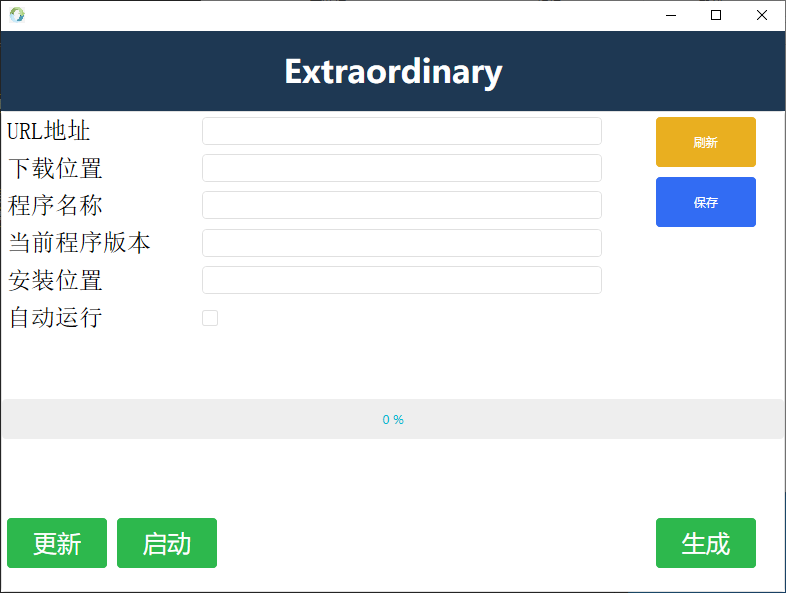 Extraordinary
URL地址
刷新
下载位置
保存
程序名称
当前程序版本
安装位置
自动运行
0 %
更新
启动
生成